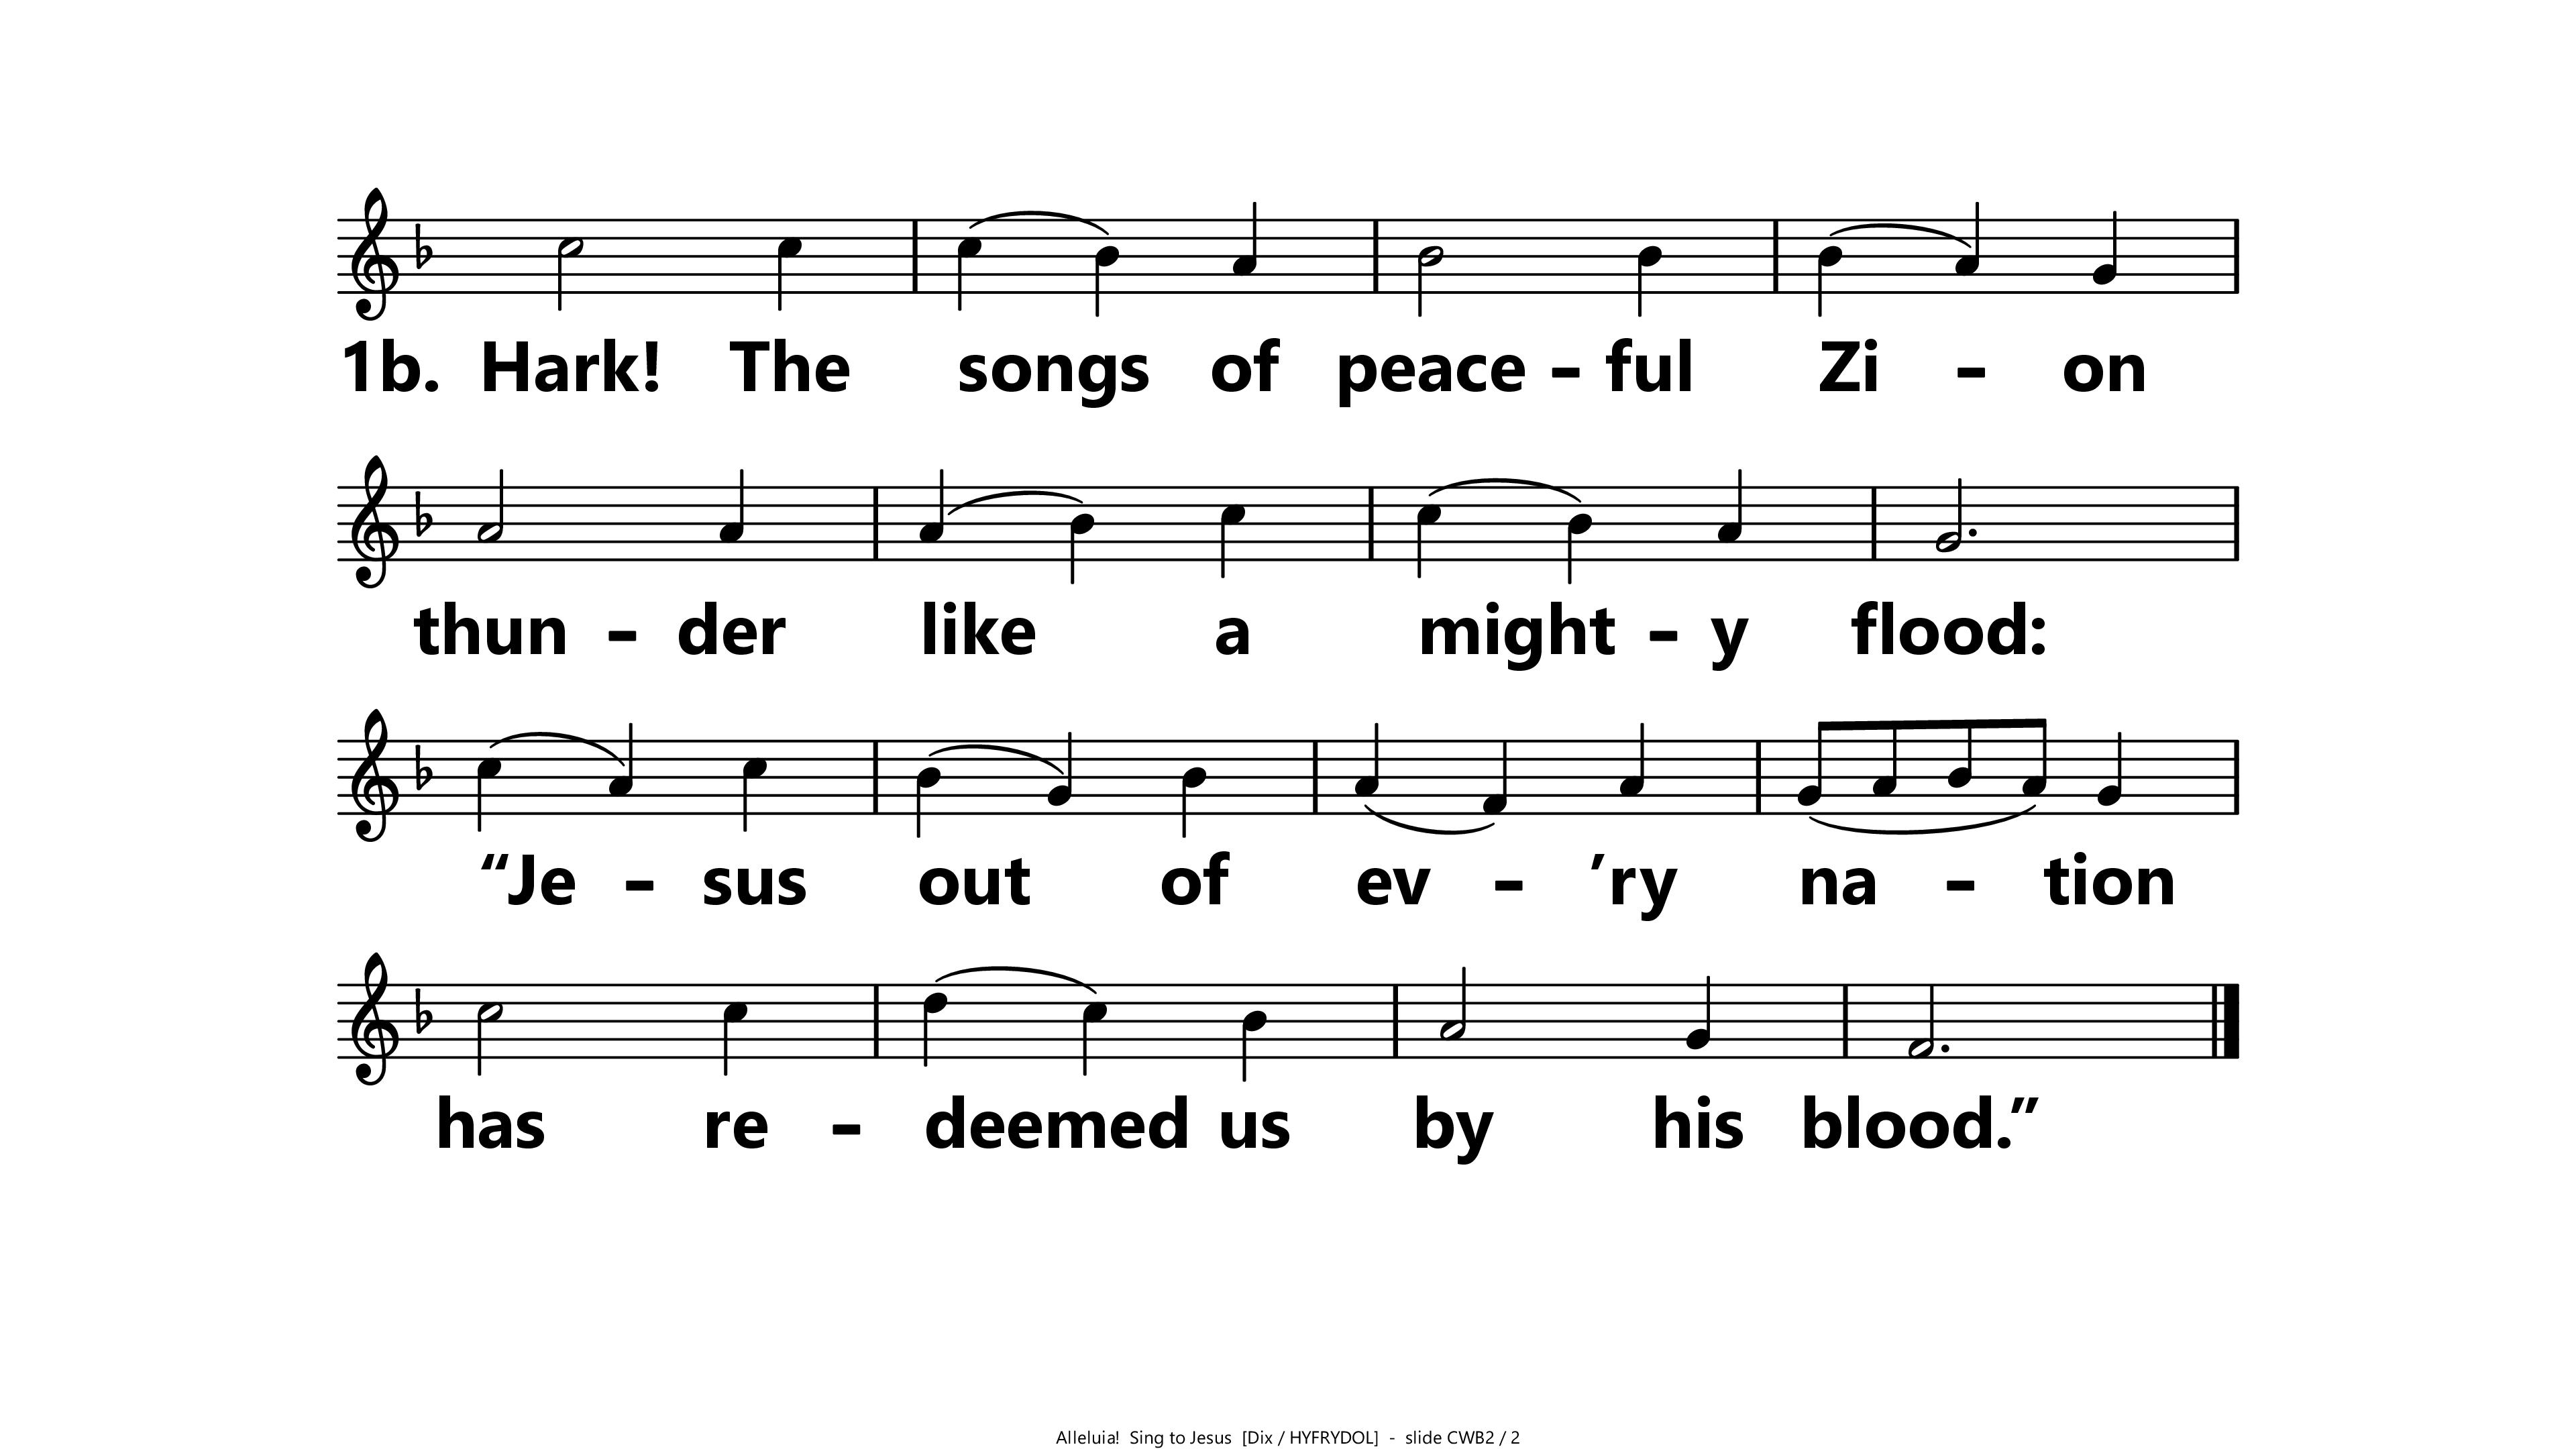 1b. Hark! The songs of peace - ful Zi - on
thun - der like a might - y flood:
“Je - sus out of ev - ’ry na - tion
has re - deemed us by his blood.”
Alleluia! Sing to Jesus [Dix / HYFRYDOL] - slide CWB2 / 2